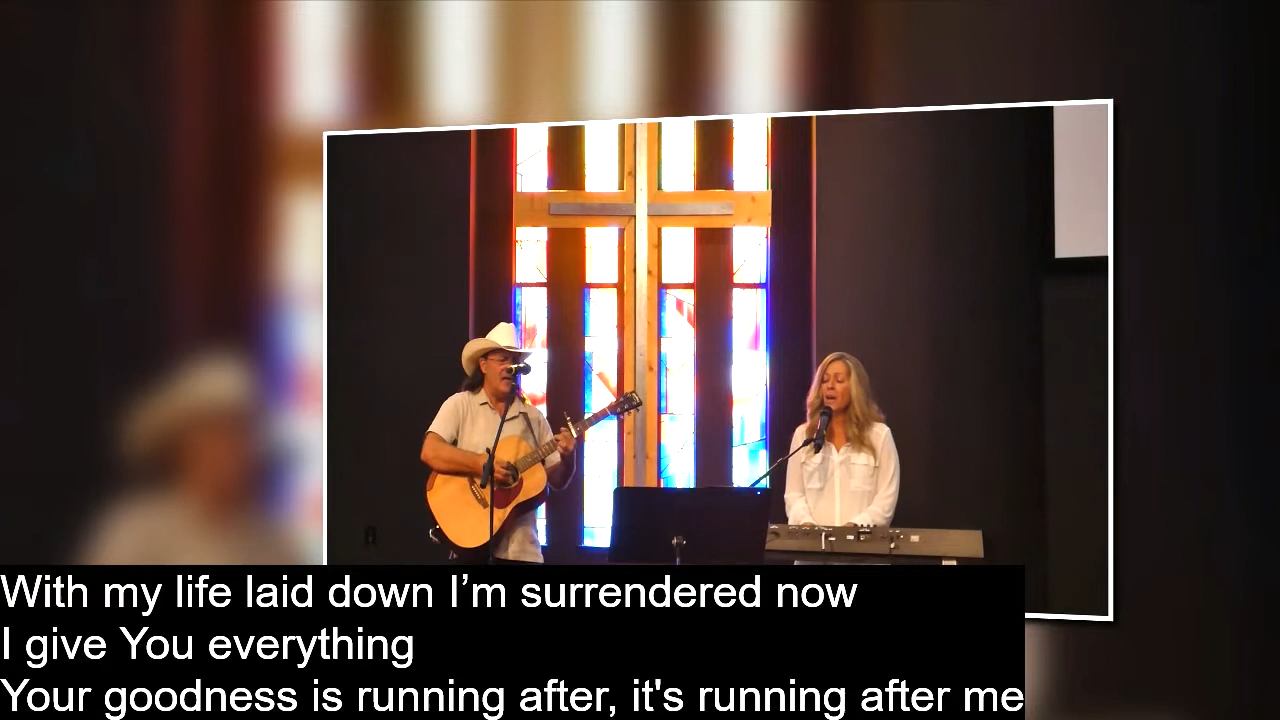 With my life laid down I’m surrendered now
I give You everything
Your goodness is running after, it's running after me